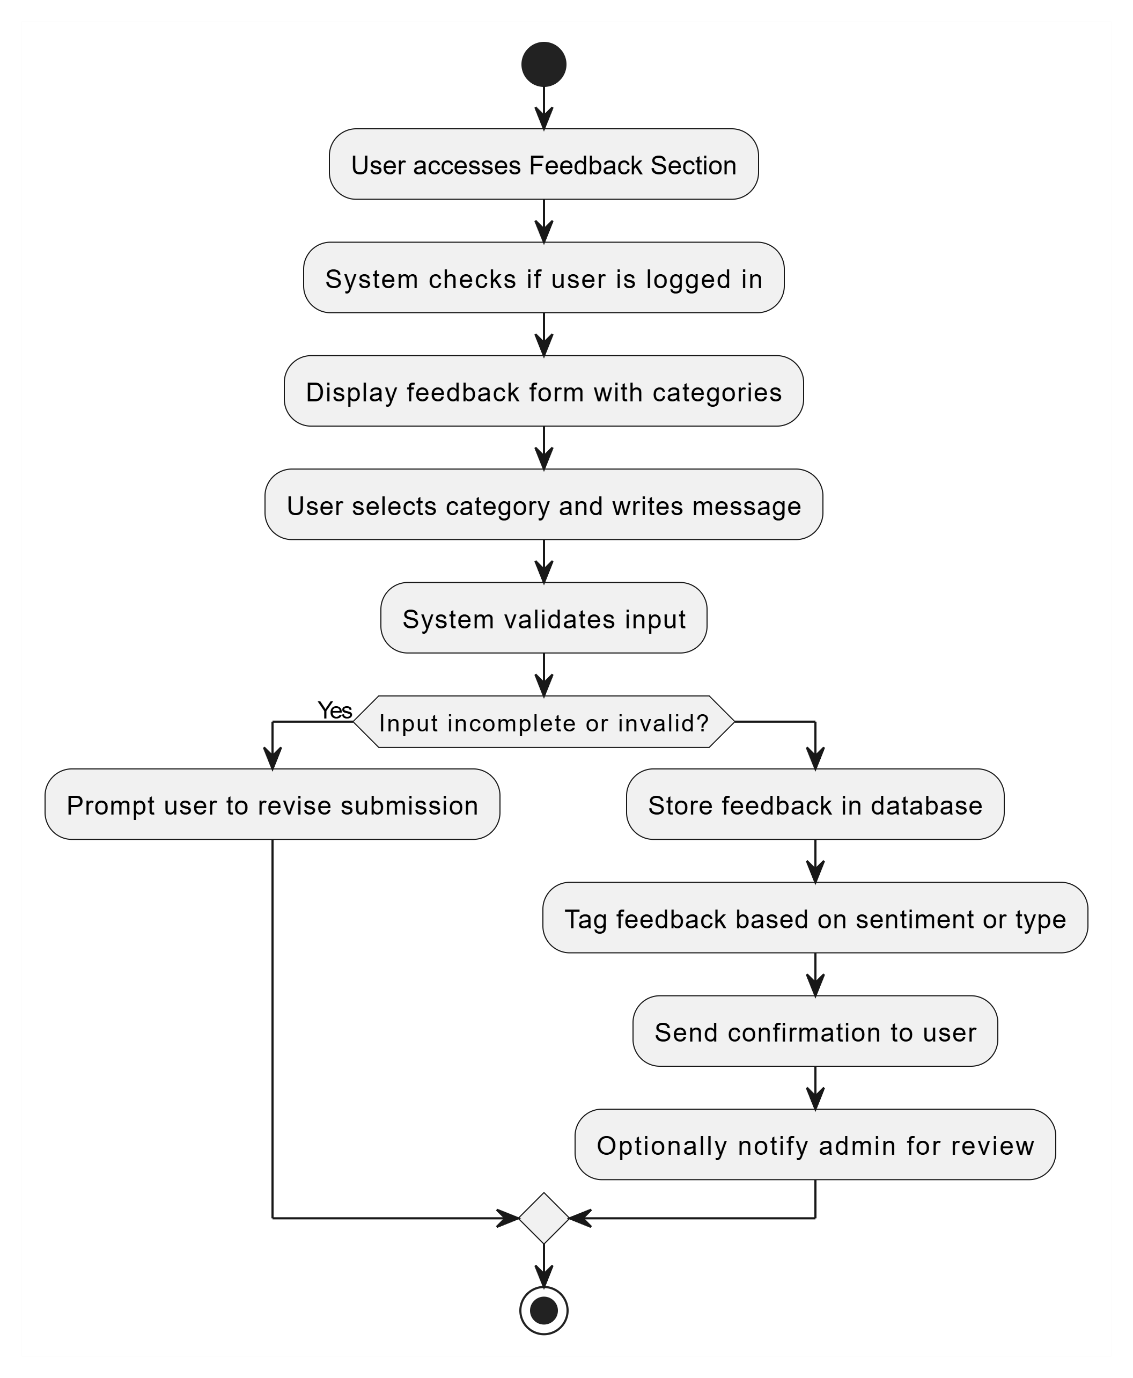 User accesses Feedback Section
System checks if user is logged in
Display feedback form with categories
User selects category and writes message
System validates input
Yes
Input incomplete or invalid?
Prompt user to revise submission
Store feedback in database
Tag feedback based on sentiment or type
Send confirmation to user
Optionally notify admin for review